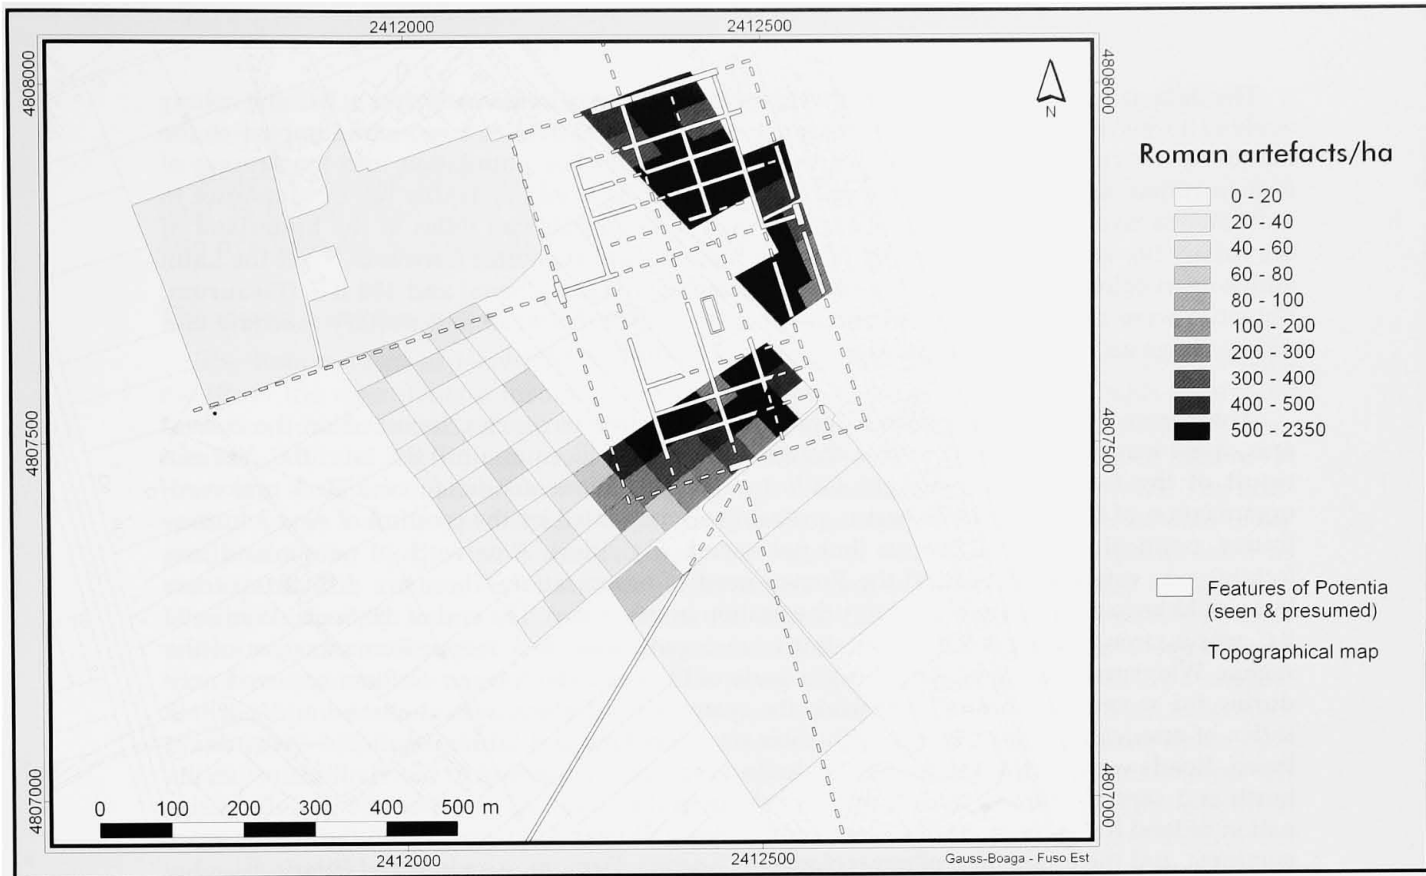 2412000
2412500
4808000
4808000
N
Roman artefacts/ha
0 - 20
20 - 40
40 - 60
60 - 80
80 - 100
100 - 200
200 - 300
300 - 400
400 - 500
500 - 2350
4807500
4807500
Features of Potentia
(seen & presumed)
Topographical map
4807000
4807000
0 100 200 300 400 500 m
2412000
2412500
Gauss-Boaga - Fuso Est